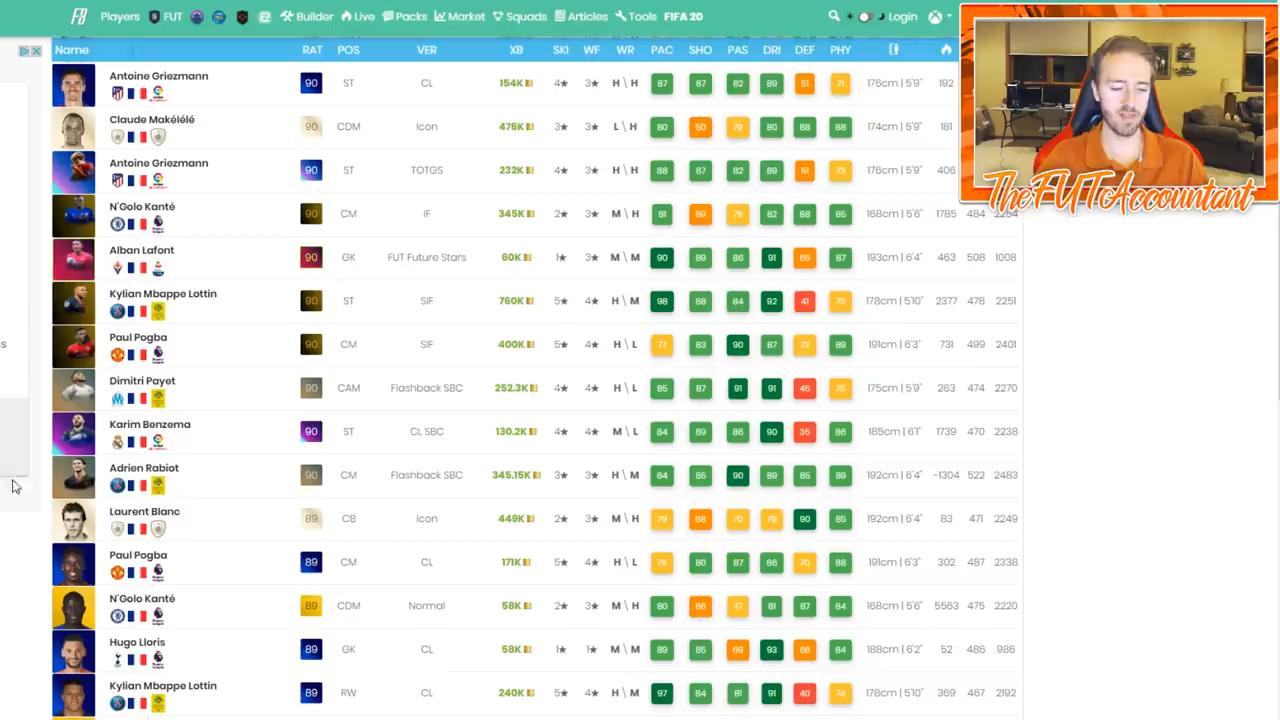 F8 Players FUT Builder Live Packs Market Squads Articles Tools FIFA 20 Login
Name RAT POS VER XB SKI WF WR PAC SHO PAS DRI DEF PHY
Antoine Griezmann 90 ST CL 154K 4★ 3★ H \ H 87 87 82 89 51 71 176cm | 5'9" 192
Claude Makélélé 90 CDM Icon 476K 3★ 3★ L \ H 80 50 79 80 88 88 174cm | 5'9" 181
Antoine Griezmann 90 ST TOTGS 232K 4★ 3★ H \ H 88 87 82 89 51 73 176cm | 5'9" 406
N'Golo Kanté 90 CM IF 345K 2★ 3★ M \ H 81 69 79 82 88 85 168cm | 5'6" 1785 484 2254
Alban Lafont 90 GK FUT Future Stars 60K 1★ 3★ M \ M 90 89 86 91 65 87 193cm | 6'4" 463 508 1008
Kylian Mbappe Lottin 90 ST SIF 760K 5★ 4★ H \ M 98 88 84 92 41 75 178cm | 5'10" 2377 478 2251
Paul Pogba 90 CM SIF 400K 5★ 4★ H \ L 77 83 90 87 73 89 191cm | 6'3" 731 499 2401
Dimitri Payet 90 CAM Flashback SBC 252.3K 4★ 4★ H \ L 85 87 91 91 45 75 175cm | 5'9" 263 474 2270
Karim Benzema 90 ST CL SBC 130.2K 4★ 4★ M \ L 84 89 86 90 35 86 185cm | 6'1" 1739 470 2238
Adrien Rabiot 90 CM Flashback SBC 345.15K 3★ 3★ H \ M 84 85 90 89 85 89 192cm | 6'4" -1304 522 2483
Laurent Blanc 89 CB Icon 449K 2★ 3★ M \ H 79 68 70 79 90 85 192cm | 6'4" 83 471 2249
Paul Pogba 89 CM CL 171K 5★ 4★ H \ L 76 80 87 86 70 88 191cm | 6'3" 302 487 2338
N'Golo Kanté 89 CDM Normal 58K 2★ 3★ M \ H 80 66 77 81 87 84 168cm | 5'6" 5563 475 2220
Hugo Lloris 89 GK CL 58K 1★ 1★ M \ M 89 85 69 93 66 84 188cm | 6'2" 52 486 986
Kylian Mbappe Lottin 89 RW CL 240K 5★ 4★ H \ M 97 84 81 91 40 74 178cm | 5'10" 369 467 2192
TheFUTAccountant